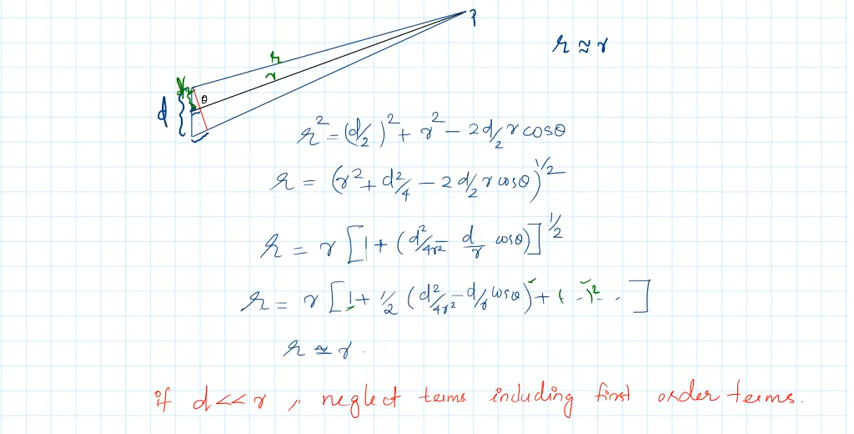 P
r ≈ r
r
r
d/2
θ
d
r² = (d/2)² + r² - 2 d/2 r cosθ
r = (r² + d²/4 - 2 d/2 r cosθ)^1/2
r = r [1 + (d²/4r² - d/r cosθ)]^1/2
r = r [1 + 1/2 (d²/4r² - d/r cosθ) + (--)² - . ]
r ≃ r
if d << r , neglect terms including first order terms.